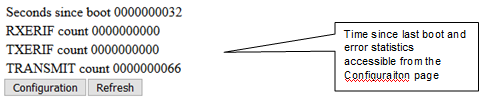 Seconds since boot 0000000032
RXERIF count 0000000000
TXERIF count 0000000000
TRANSMIT count 0000000066
Configuration Refresh
Time since last boot and
error statistics
accessible from the
Configuraiton page